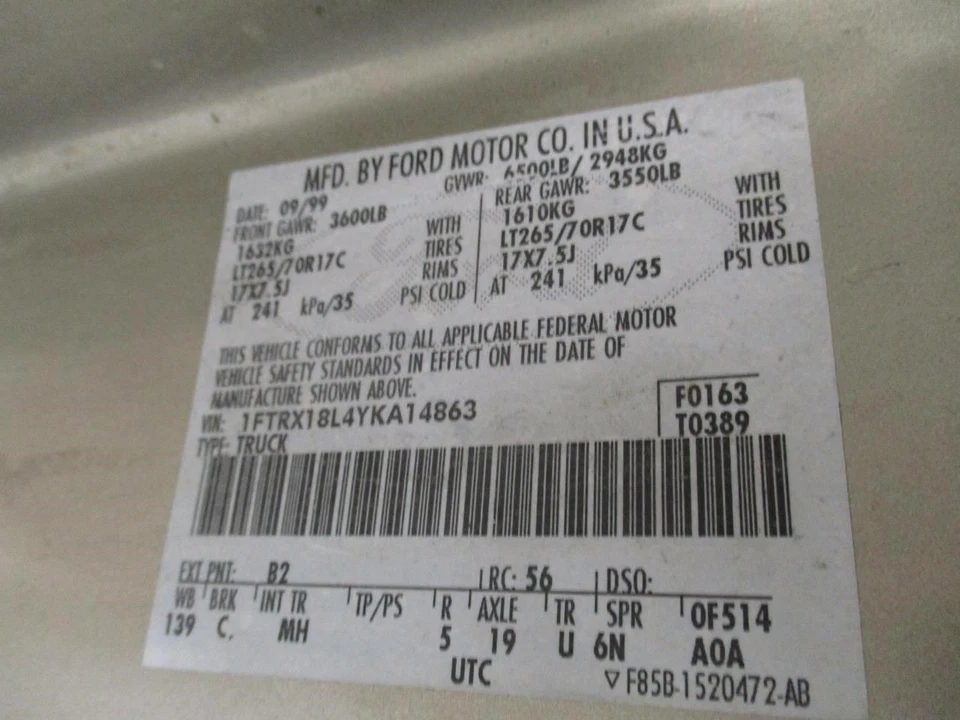 MFD. BY FORD MOTOR CO. IN U.S.A.
DATE: 09/99 GVWR: 6500LB/ 2948KG
FRONT GAWR: 3600LB REAR GAWR: 3550LB
1632KG WITH 1610KG WITH
LT265/70R17C TIRES LT265/70R17C TIRES
17X7.5J RIMS 17X7.5J RIMS
AT 241 kPa/35 PSI COLD AT 241 kPa/35 PSI COLD
THIS VEHICLE CONFORMS TO ALL APPLICABLE FEDERAL MOTOR
VEHICLE SAFETY STANDARDS IN EFFECT ON THE DATE OF
MANUFACTURE SHOWN ABOVE.
VIN: 1FTRX18L4YKA14863 F0163
TYPE: TRUCK T0389
EXT PNT: B2 RC: 56 DSO:
WB BRK INT TR TP/PS R AXLE TR SPR 0F514
139 C. MH 5 19 U 6N A0A
UTC ▽F85B-1520472-AB